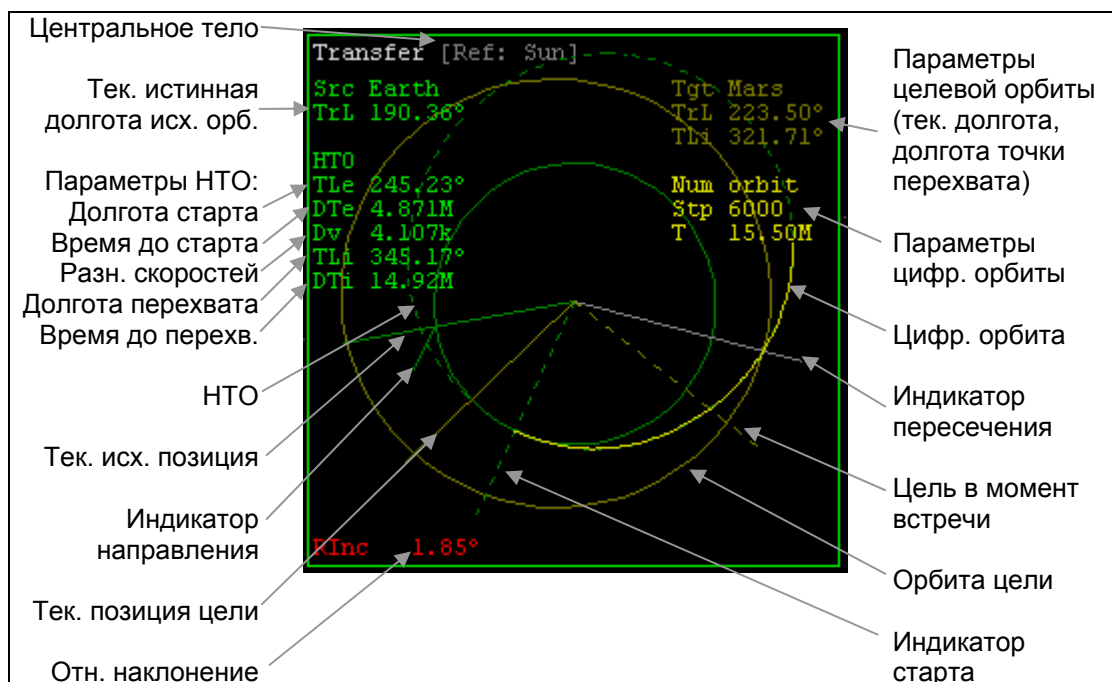 Центральное тело
Тек. истинная
долгота исх. орб.
Параметры НТО:
Долгота старта
Время до старта
Разн. скоростей
Долгота перехвата
Время до перехв.
НТО
Тек. исх. позиция
Индикатор
направления
Тек. позиция цели
Отн. наклонение
Transfer [Ref: Sun]
Src Earth
TrL 190.36°
HTO
TLe 245.23°
DTe 4.871M
Dv 4.107k
TLi 345.17°
DTi 14.92M
RInc 1.85°
Tgt Mars
TrL 223.50°
TLi 321.71°
Num orbit
Stp 6000
T 15.50M
Параметры
целевой орбиты
(тек. долгота,
долгота точки
перехвата)
Параметры
цифр. орбиты
Цифр. орбита
Индикатор
пересечения
Цель в момент
встречи
Орбита цели
Индикатор
старта